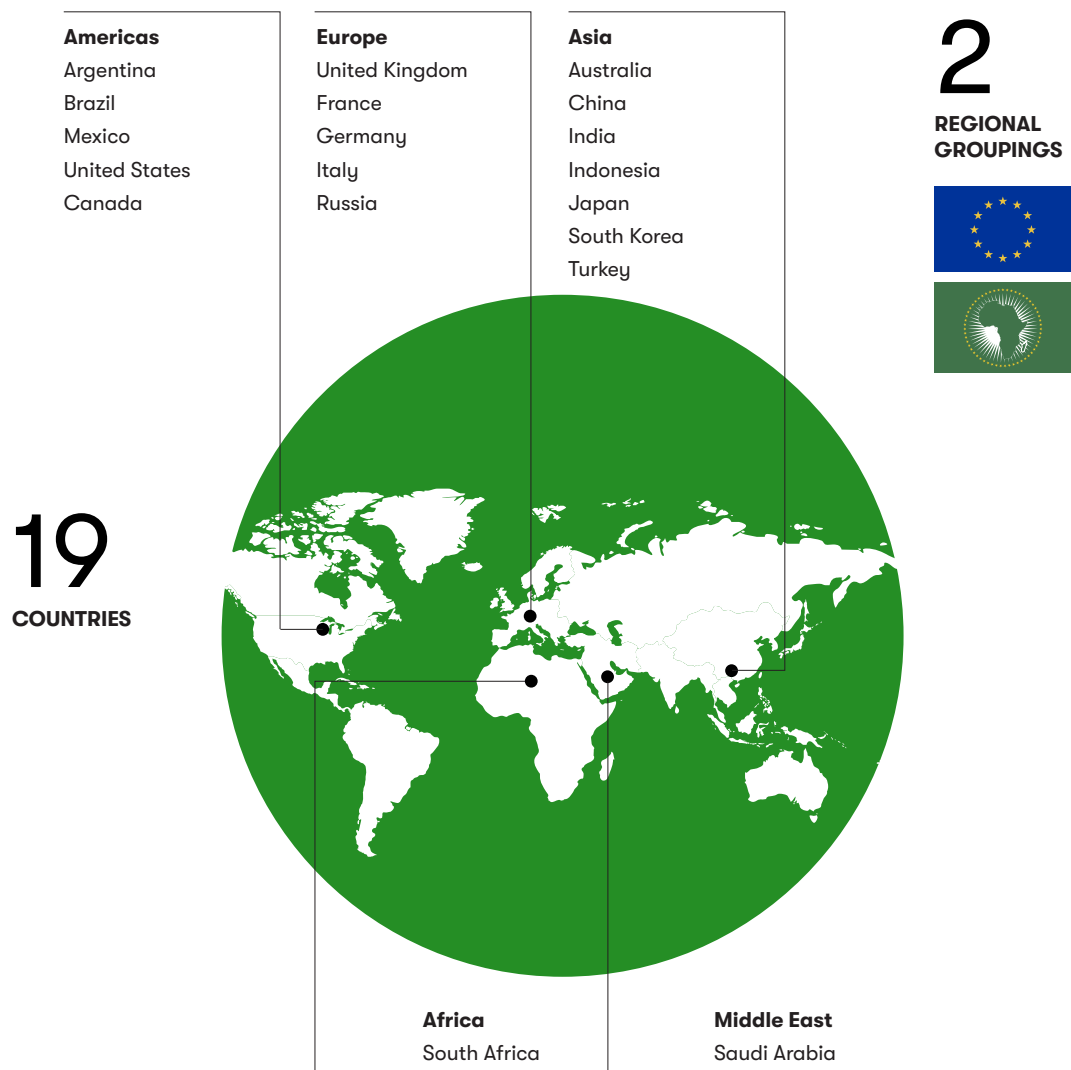 Americas
Argentina
Brazil
Mexico
United States
Canada
Europe
United Kingdom
France
Germany
Italy
Russia
Asia
Australia
China
India
Indonesia
Japan
South Korea
Turkey
2
REGIONAL
GROUPINGS
19
COUNTRIES
Africa
South Africa
Middle East
Saudi Arabia